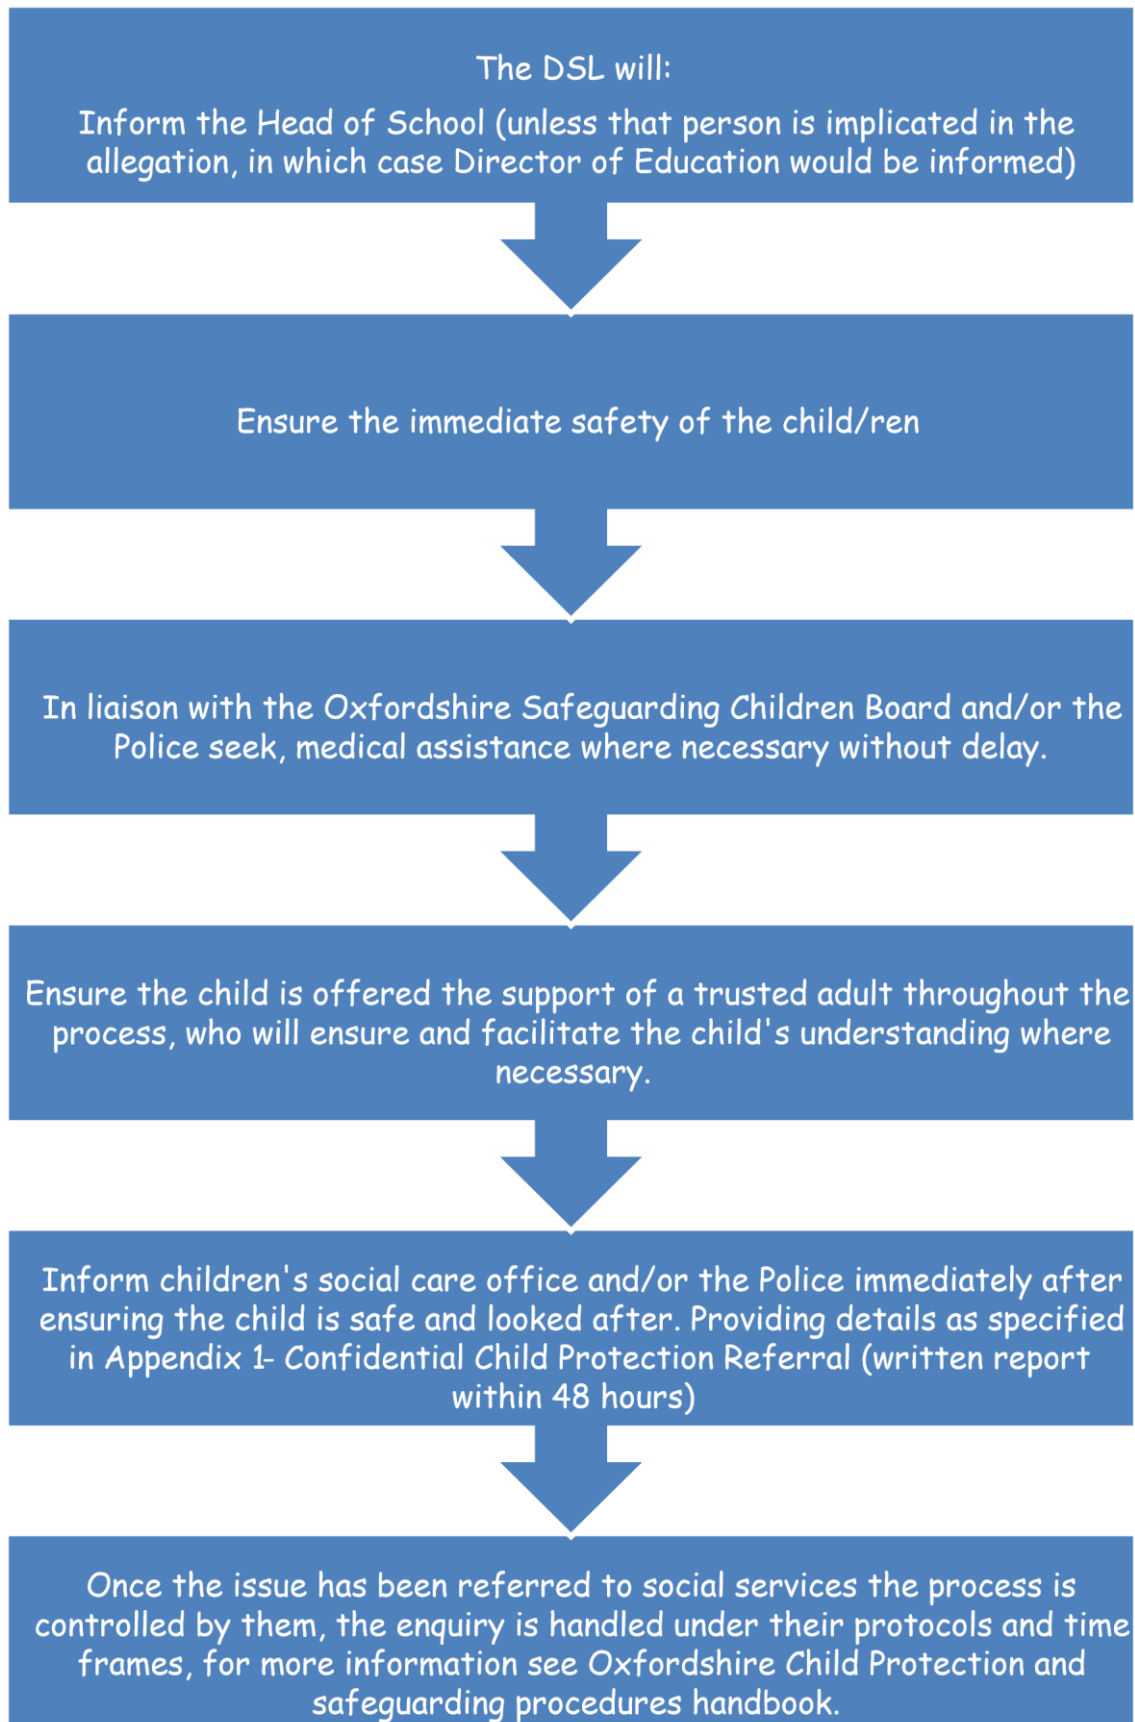 The DSL will:
Inform the Head of School (unless that person is implicated in the
allegation, in which case Director of Education would be informed)
Ensure the immediate safety of the child/ren
In liaison with the Oxfordshire Safeguarding Children Board and/or the
Police seek, medical assistance where necessary without delay.
Ensure the child is offered the support of a trusted adult throughout the
process, who will ensure and facilitate the child's understanding where
necessary.
Inform children's social care office and/or the Police immediately after
ensuring the child is safe and looked after. Providing details as specified
in Appendix 1- Confidential Child Protection Referral (written report
within 48 hours)
Once the issue has been referred to social services the process is
controlled by them, the enquiry is handled under their protocols and time
frames, for more information see Oxfordshire Child Protection and
safeguarding procedures handbook.